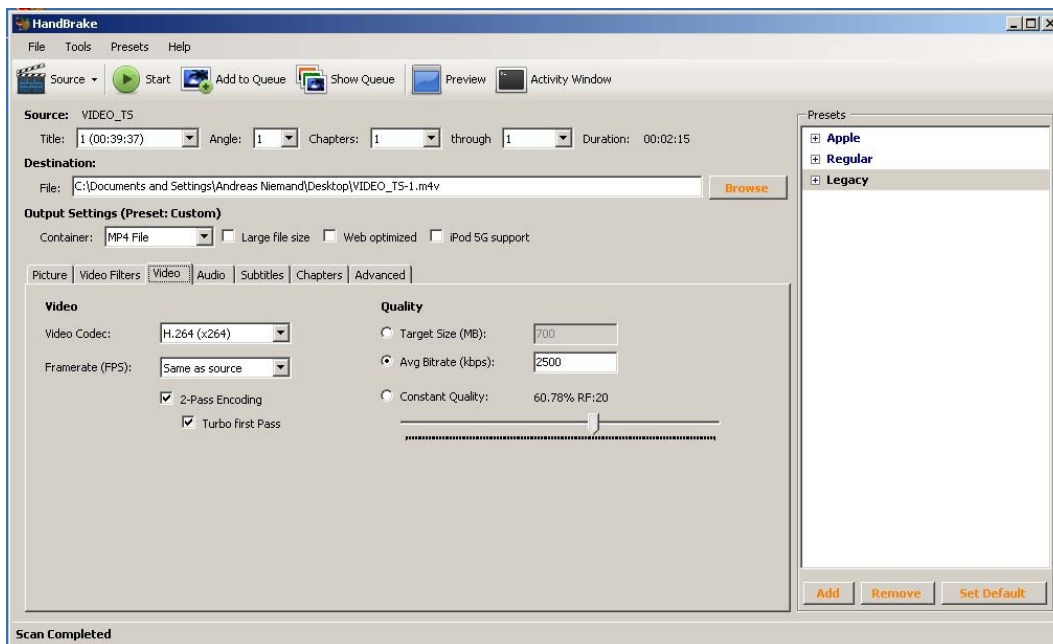 HandBrake
File Tools Presets Help
Source Start Add to Queue Show Queue Preview Activity Window
Source: VIDEO_TS
Title: 1 (00:39:37) Angle: 1 Chapters: 1 through 1 Duration: 00:02:15
Destination:
File: C:\Documents and Settings\Andreas Niemand\Desktop\VIDEO_TS-1.m4v Browse
Output Settings (Preset: Custom)
Container: MP4 File Large file size Web optimized iPod 5G support
Picture Video Filters Video Audio Subtitles Chapters Advanced
Video
Video Codec: H.264 (x264)
Framerate (FPS): Same as source
2-Pass Encoding
Turbo first Pass
Quality
Target Size (MB): 700
Avg Bitrate (kbps): 2500
Constant Quality: 60.78% RF:20
Presets
Apple
Regular
Legacy
Add Remove Set Default
Scan Completed